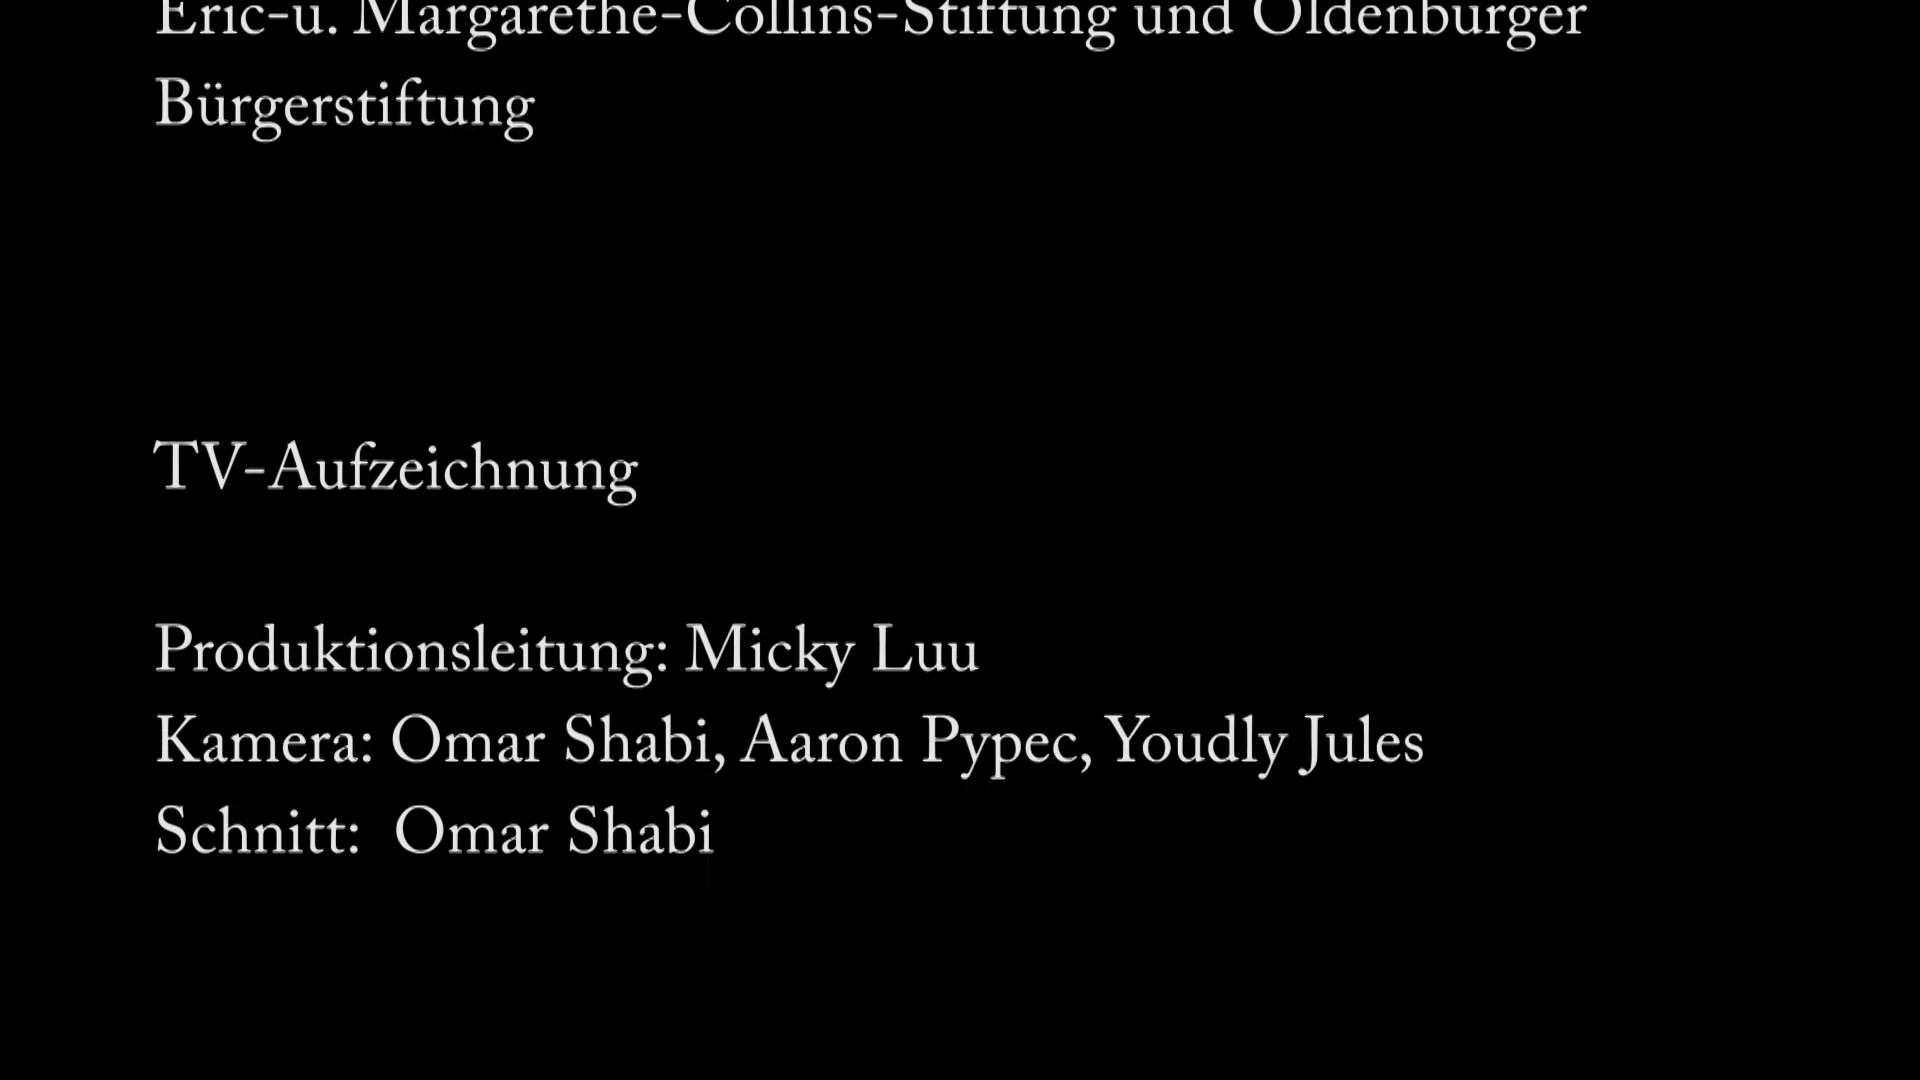 Eric-u. Margarethe-Collins-Stiftung und Oldenburger
Bürgerstiftung
TV-Aufzeichnung
Produktionsleitung: Micky Luu
Kamera: Omar Shabi, Aaron Pypec, Youdly Jules
Schnitt:  Omar Shabi